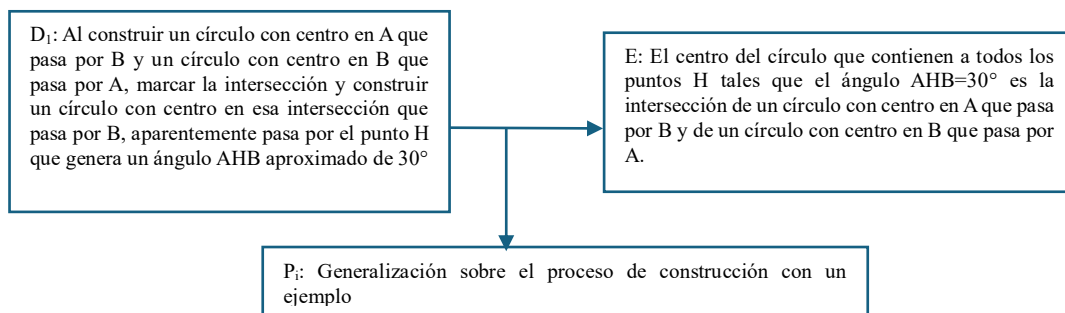 D₁: Al construir un círculo con centro en A que
pasa por B y un círculo con centro en B que
pasa por A, marcar la intersección y construir
un círculo con centro en esa intersección que
pasa por B, aparentemente pasa por el punto H
que genera un ángulo AHB aproximado de 30°
E: El centro del círculo que contienen a todos los
puntos H tales que el ángulo AHB=30° es la
intersección de un círculo con centro en A que pasa
por B y de un círculo con centro en B que pasa por
A.
Pᵢ: Generalización sobre el proceso de construcción con un
ejemplo